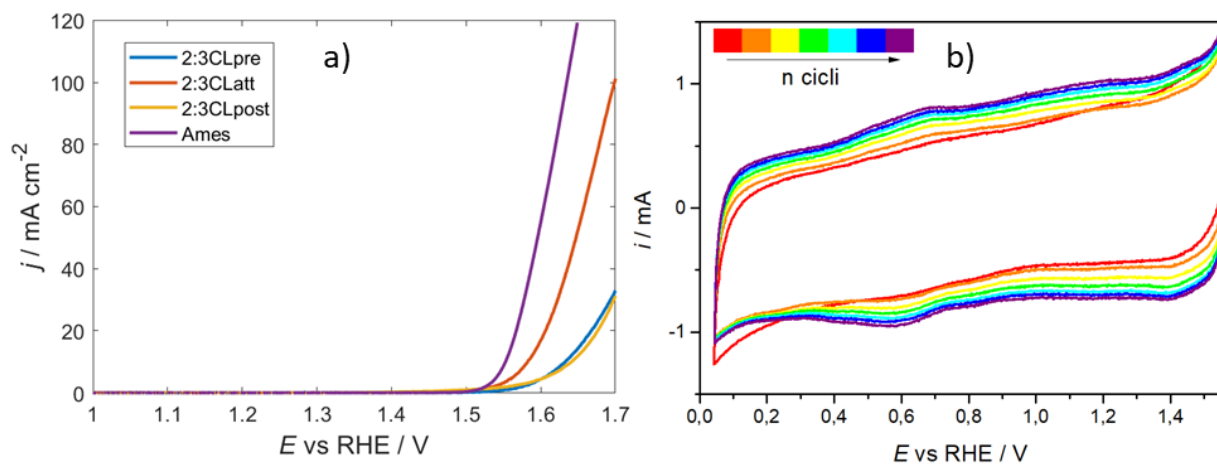 a)
120
100
80
60
40
20
0
j / mA cm-2
2:3CLpre
2:3CLatt
2:3CLpost
Ames
1 1.1 1.2 1.3 1.4 1.5 1.6 1.7
E vs RHE / V
b)
n cicli
1
0
-1
i / mA
0,0 0,2 0,4 0,6 0,8 1,0 1,2 1,4
E vs RHE / V